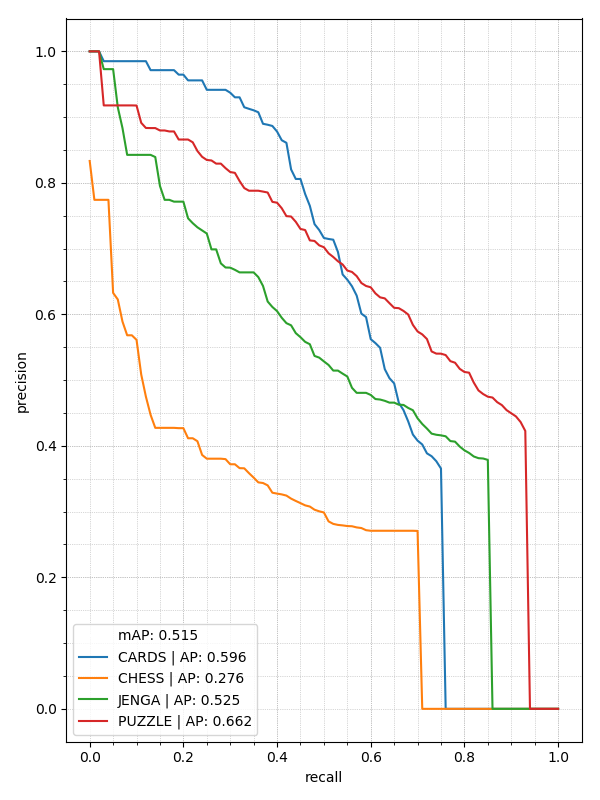 1.0
0.8
0.6
0.4
0.2
0.0
precision
mAP: 0.515
CARDS | AP: 0.596
CHESS | AP: 0.276
JENGA | AP: 0.525
PUZZLE | AP: 0.662
0.0 0.2 0.4 0.6 0.8 1.0
recall